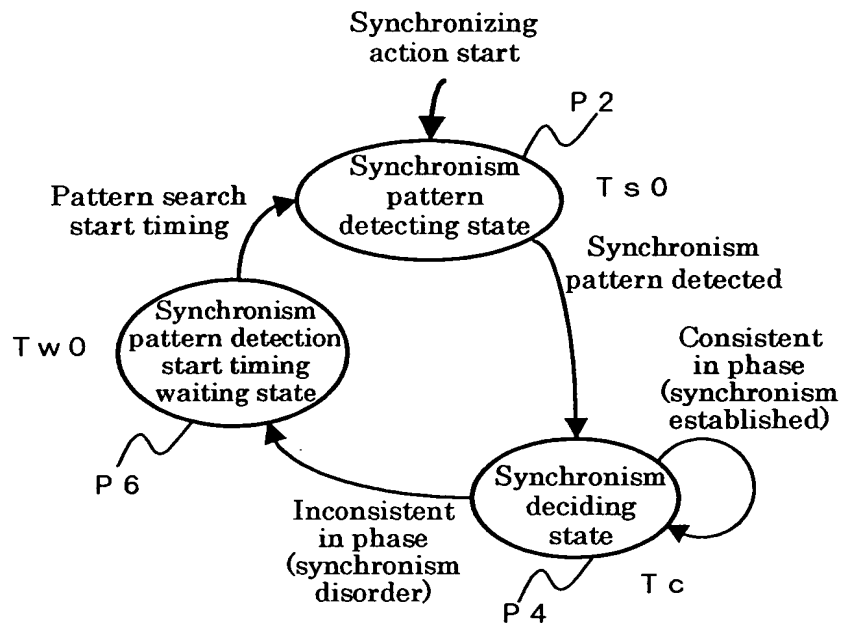 Synchronizing
action start
P 2
Synchronism
pattern
detecting state
T s 0
Pattern search
start timing
Synchronism
pattern detected
Synchronism
pattern detection
start timing
waiting state
T w 0
P 6
Consistent
in phase
(synchronism
established)
Synchronism
deciding
state
Inconsistent
in phase
(synchronism
disorder)
P 4
T c